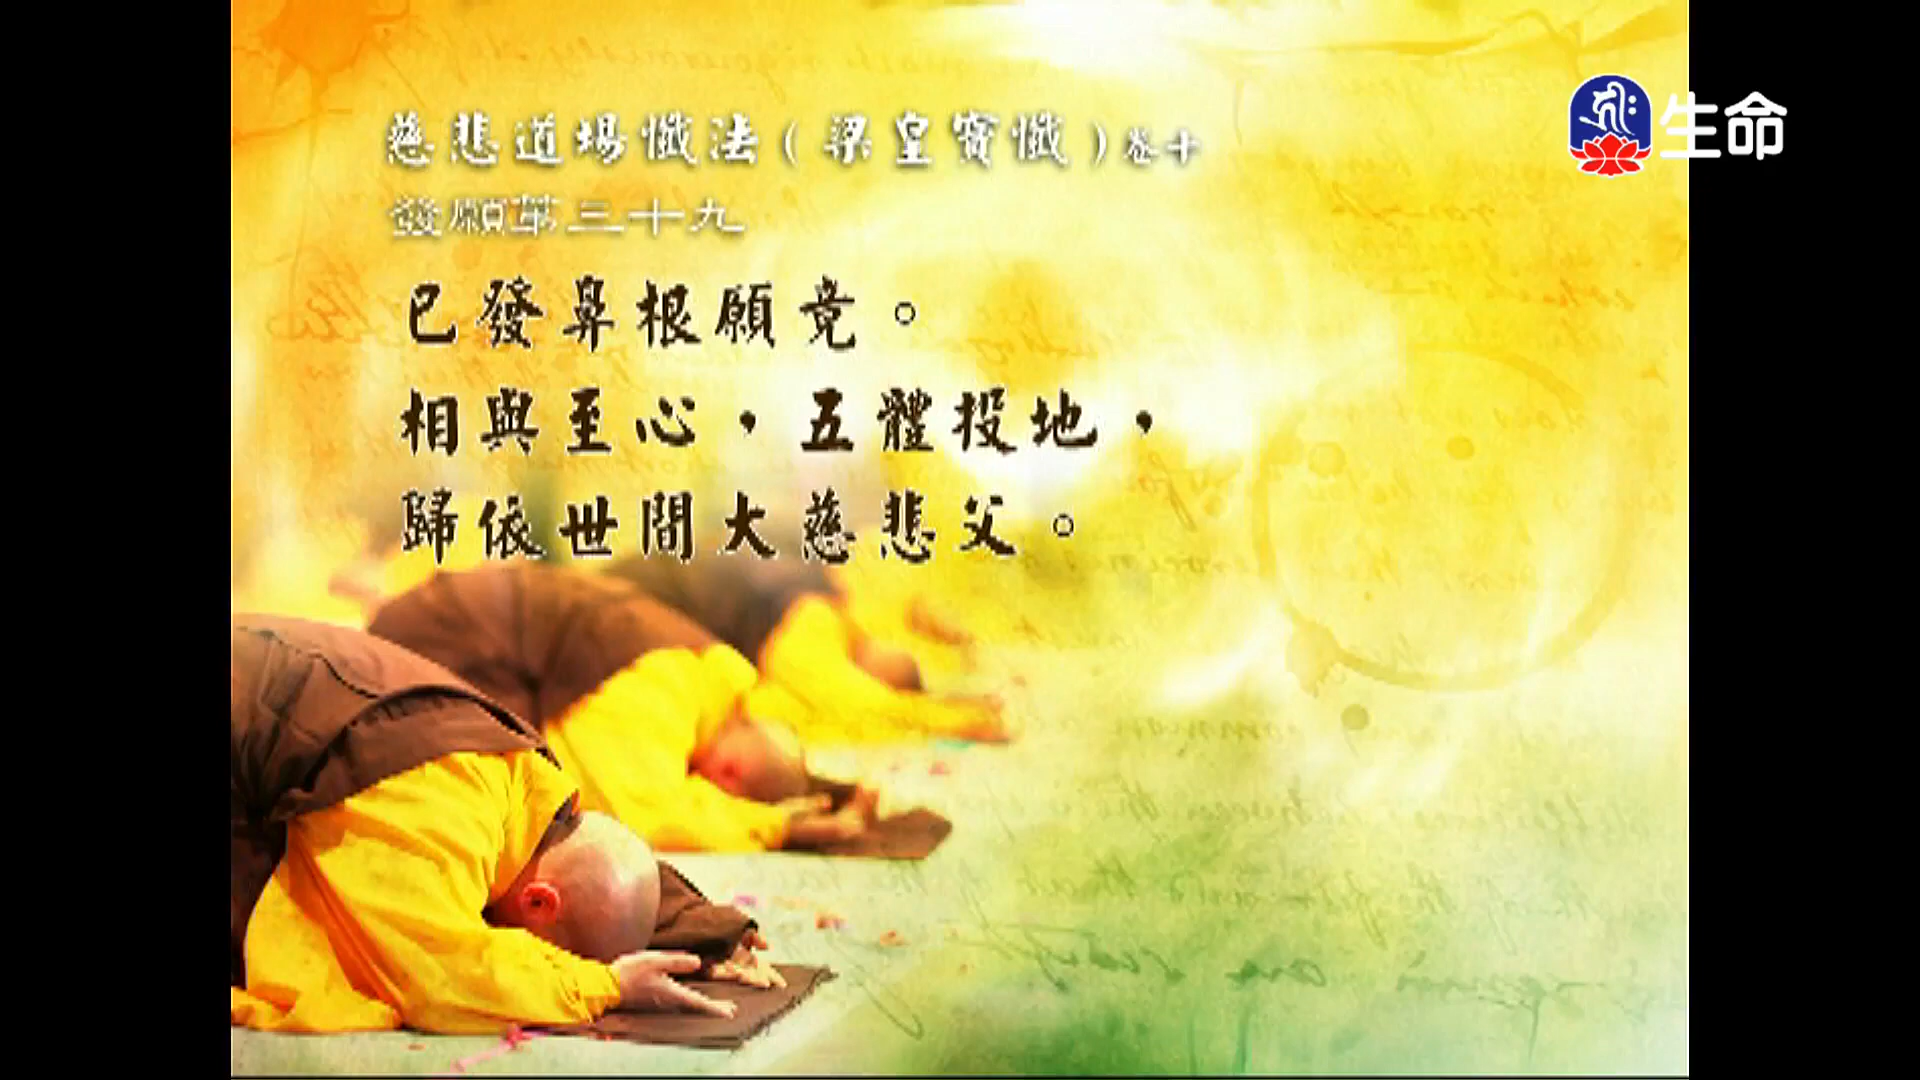 慈悲道場懺法（梁皇寶懺）卷十
發願第三十九
已發鼻根願竟。
相與至心，五體投地，
歸依世間大慈悲父。
生命